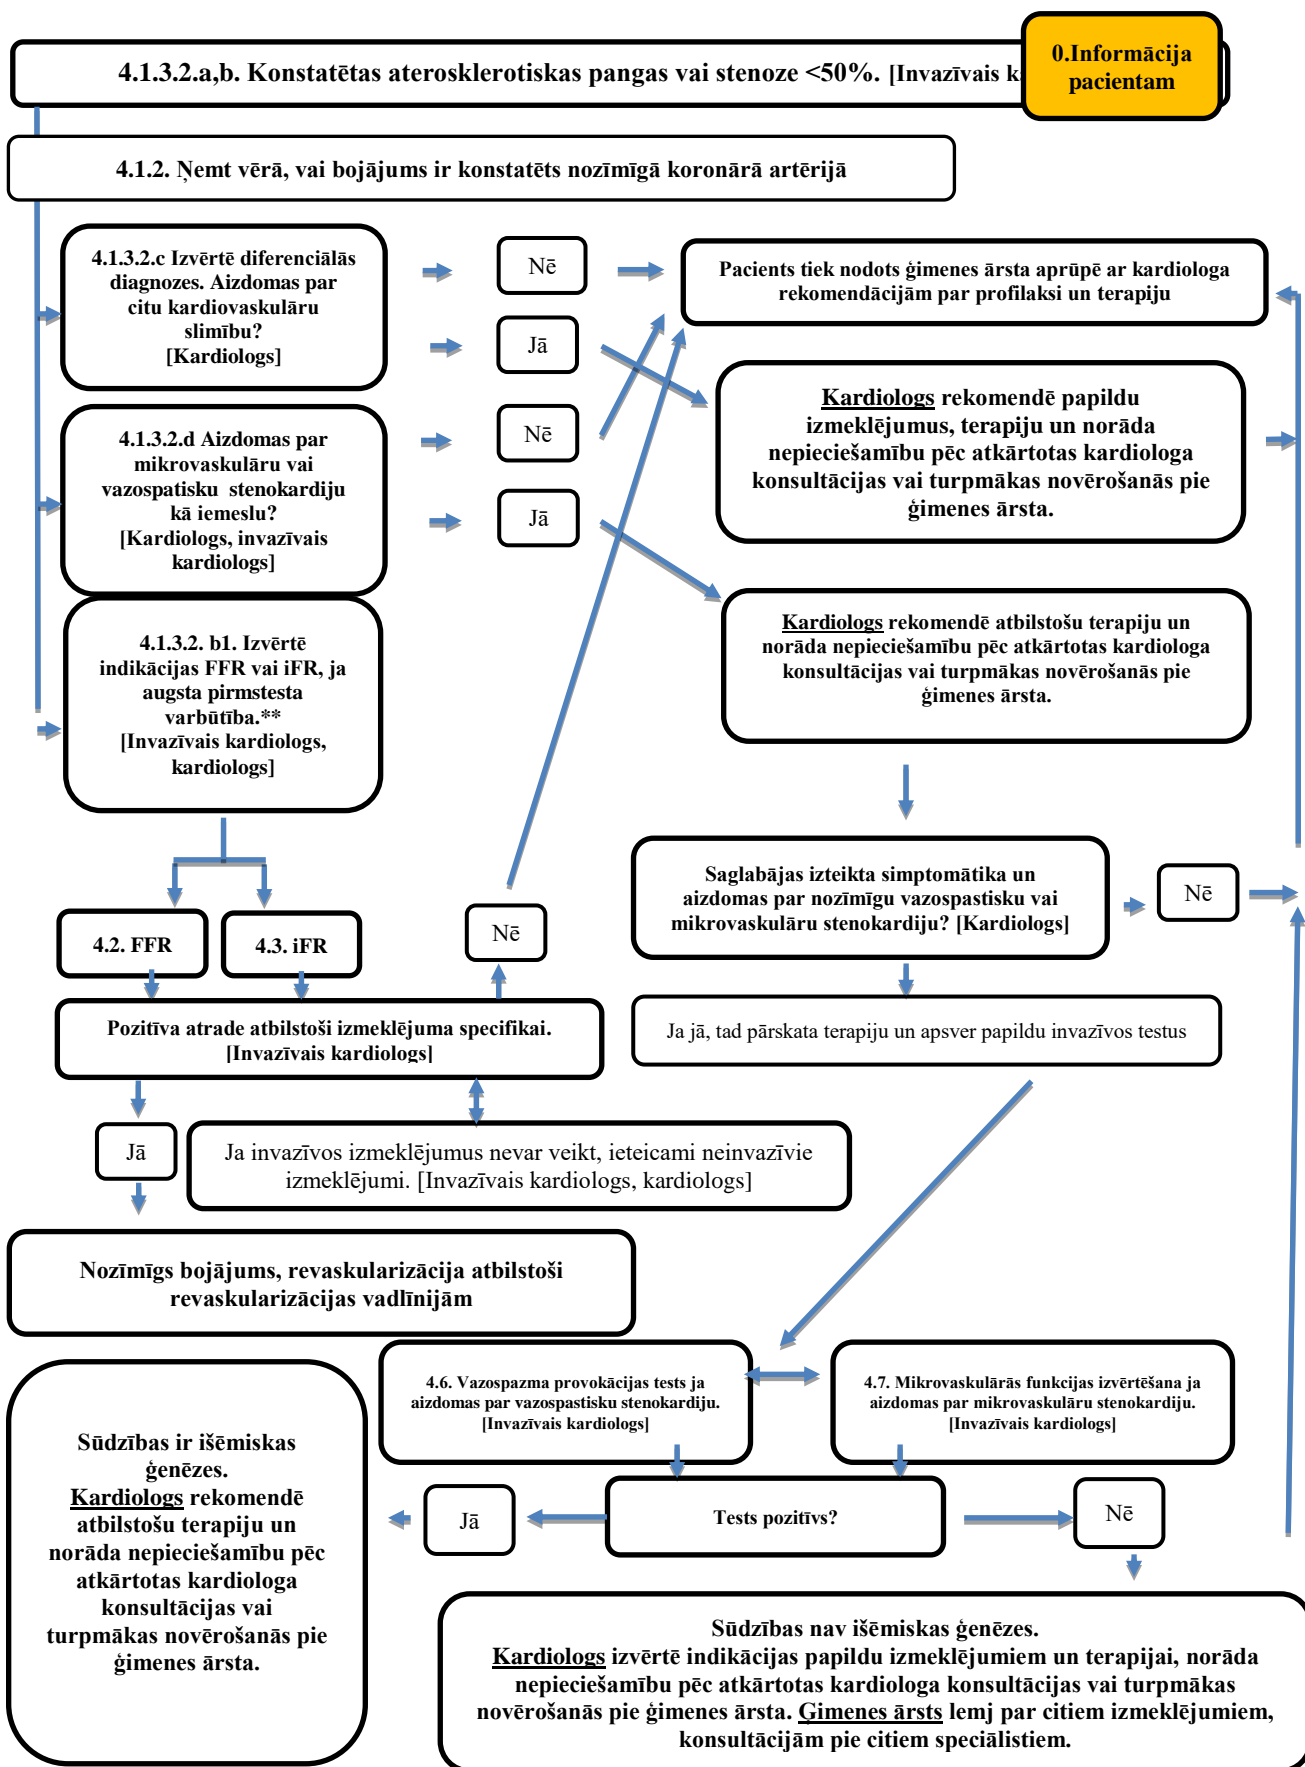 0.Informācija
pacientam
4.1.3.2.a,b. Konstatētas aterosklerotiskas pangas vai stenoze <50%. [Invazīvais
4.1.2. Ņemt vērā, vai bojājums ir konstatēts nozīmīgā koronārā artērijā
4.1.3.2.c Izvērtē diferenciālās
diagnozes. Aizdomas par
citu kardiovaskulāru
slimību?
[Kardiologs]
Nē
Jā
Pacients tiek nodots ģimenes ārsta aprūpē ar kardiologa
rekomendācijām par profilaksi un terapiju
Kardiologs rekomendē papildu
izmeklējumus, terapiju un norāda
nepieciešamību pēc atkārtotas kardiologa
konsultācijas vai turpmākas novērošanās pie
ģimenes ārsta.
4.1.3.2.d Aizdomas par
mikrovaskulāru vai
vazospatisku stenokardiju
kā iemeslu?
[Kardiologs, invazīvais
kardiologs]
Nē
Jā
Kardiologs rekomendē atbilstošu terapiju un
norāda nepieciešamību pēc atkārtotas kardiologa
konsultācijas vai turpmākas novērošanās pie
ģimenes ārsta.
4.1.3.2. b1. Izvērtē
indikācijas FFR vai iFR, ja
augsta pirmstesta
varbūtība.**
[Invazīvais kardiologs,
kardiologs]
Saglabājas izteikta simptomātika un
aizdomas par nozīmīgu vazospastisku vai
mikrovaskulāru stenokardiju? [Kardiologs]
Nē
4.2. FFR
4.3. iFR
Nē
Pozitīva atrade atbilstoši izmeklējuma specifikai.
[Invazīvais kardiologs]
Ja jā, tad pārskata terapiju un apsver papildu invazīvos testus
Jā
Ja invazīvos izmeklējumus nevar veikt, ieteicami neinvazīvie
izmeklējumi. [Invazīvais kardiologs, kardiologs]
Nozīmīgs bojājums, revaskularizācija atbilstoši
revaskularizācijas vadlīnijām
4.6. Vazospazma provokācijas tests ja
aizdomas par vazospastisku stenokardiju.
[Invazīvais kardiologs]
4.7. Mikrovaskulārās funkcijas izvērtēšana ja
aizdomas par mikrovaskulāru stenokardiju.
[Invazīvais kardiologs]
Tests pozitīvs?
Jā
Nē
Sūdzības ir išēmiskas
ģenēzes.
Kardiologs rekomendē
atbilstošu terapiju un
norāda nepieciešamību pēc
atkārtotas kardiologa
konsultācijas vai
turpmākas novērošanās pie
ģimenes ārsta.
Sūdzības nav išēmiskas ģenēzes.
Kardiologs izvērtē indikācijas papildu izmeklējumiem un terapijai, norāda
nepieciešamību pēc atkārtotas kardiologa konsultācijas vai turpmākas
novērošanās pie ģimenes ārsta. Ģimenes ārsts lemj par citiem izmeklējumiem,
konsultācijām pie citiem speciālistiem.